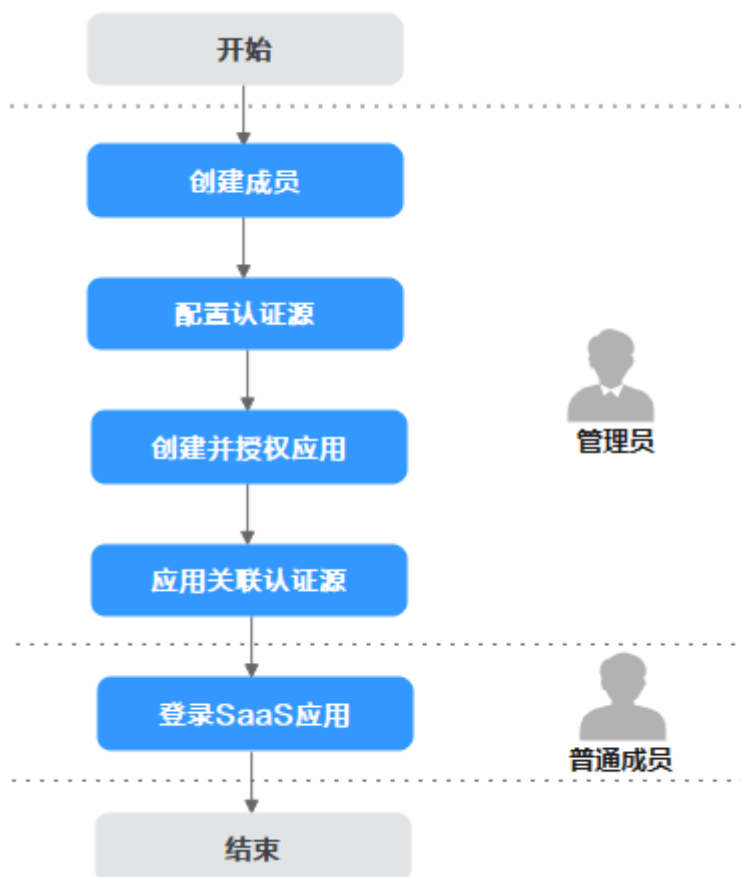 开始
创建成员
配置认证源
创建并授权应用
管理员
应用关联认证源
登录SaaS应用
普通成员
结束